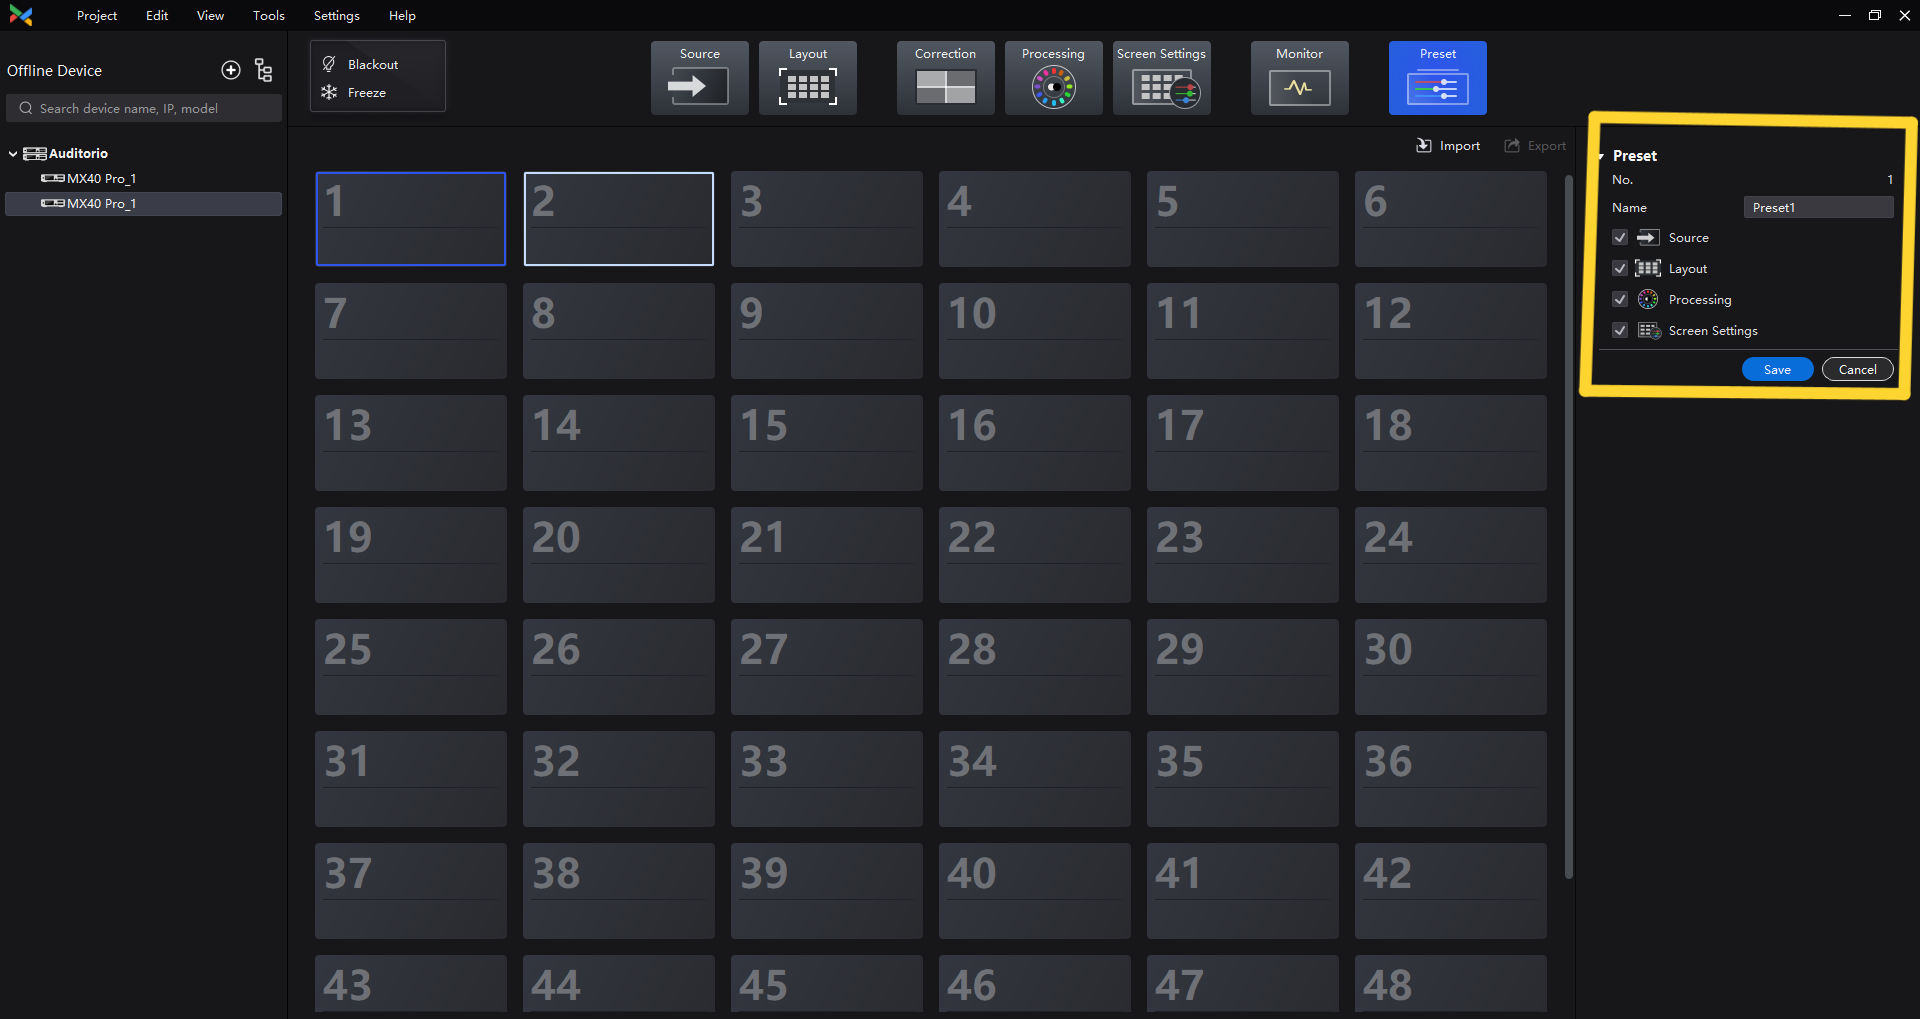 Project Edit View Tools Settings Help
Offline Device
Search device name, IP, model
Auditorio
MX40 Pro_1
MX40 Pro_1
Blackout
Freeze
Source Layout Correction Processing Screen Settings Monitor Preset
Import Export
1 2 3 4 5 6
7 8 9 10 11 12
13 14 15 16 17 18
19 20 21 22 23 24
25 26 27 28 29 30
31 32 33 34 35 36
37 38 39 40 41 42
43 44 45 46 47 48
Preset
No. 1
Name Preset1
Source
Layout
Processing
Screen Settings
Save Cancel